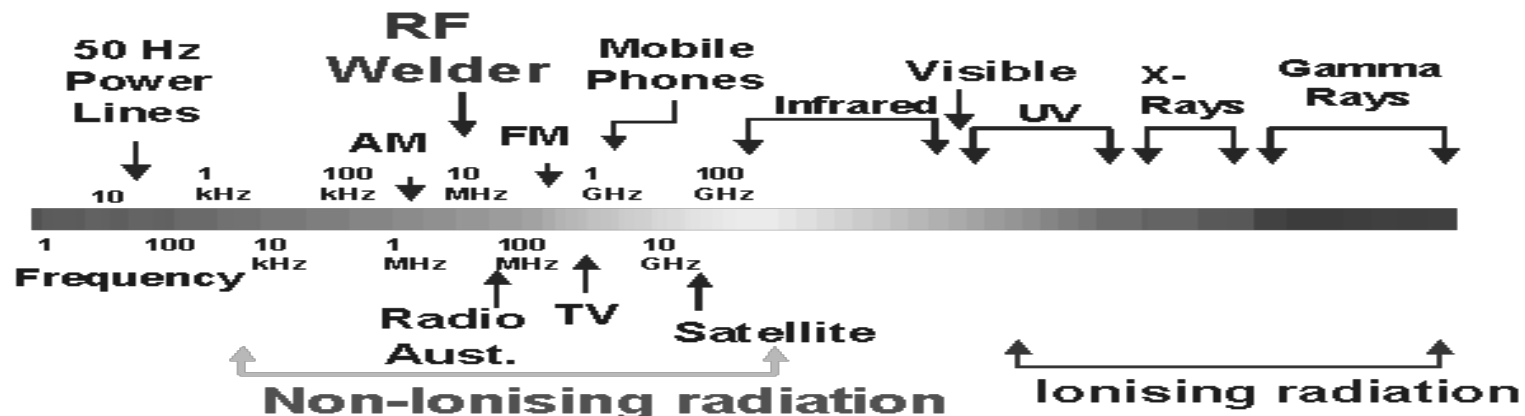 RF
Welder
50 Hz
Power
Lines
Mobile
Phones
Visible
X-
Rays
Gamma
Rays
Infrared
UV
AM
FM
10
1
kHz
100
kHz
10
MHz
1
GHz
100
GHz
1
100
10
kHz
1
MHz
100
MHz
10
GHz
Frequency
Radio
Aust.
TV
Satellite
Non-Ionising radiation
Ionising radiation